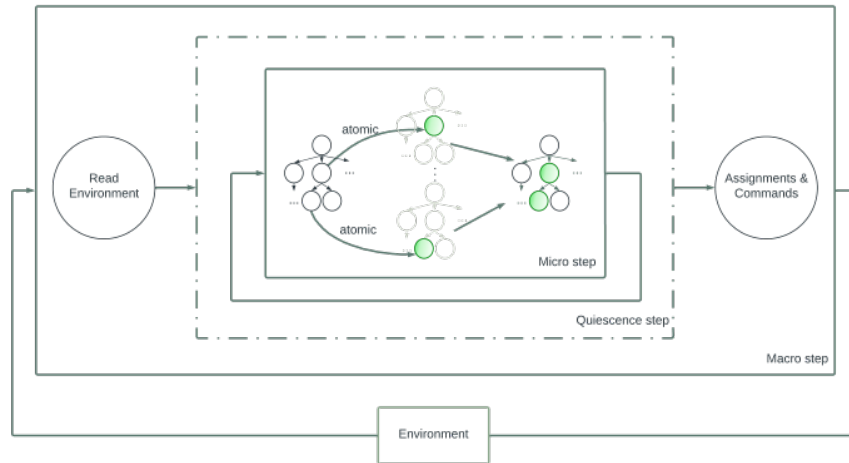 atomic
Read
Environment
Assignments &
Commands
atomic
Micro step
Quiescence step
Macro step
Environment